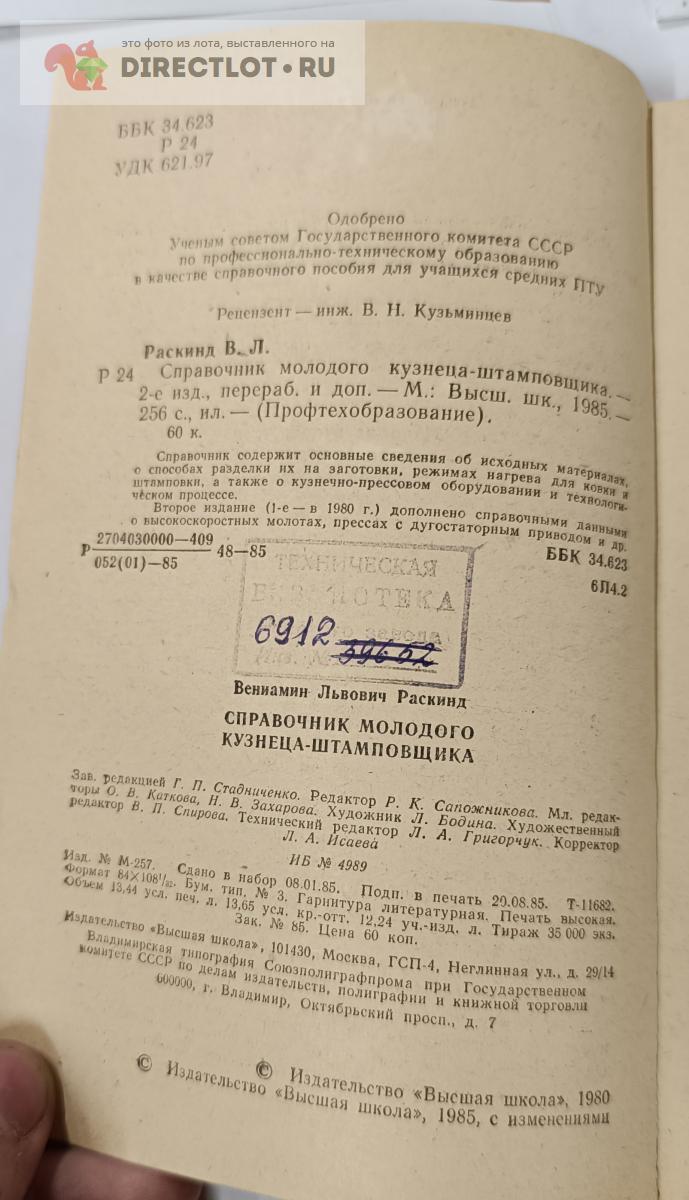 это фото из лота, выставленного на
DIRECTLOT.RU
ББК 34.623
Р 24
УДК 621.97
Одобрено
Ученым советом Государственного комитета СССР
по профессионально-техническому образованию
в качестве справочного пособия для учащихся средних ПТУ
Рецензент — инж. В. Н. Кузьминцев
Раскинд В. Л.
Р 24 Справочник молодого кузнеца-штамповщика. —
2-е изд., перераб. и доп. — М.: Высш. шк., 1985. —
256 с., ил. — (Профтехобразование).
60 к.
Справочник содержит основные сведения об исходных материалах,
о способах разделки их на заготовки, режимах нагрева для ковки и
штамповки, а также о кузнечно-прессовом оборудовании и технологи-
ческом процессе.
Второе издание (1-е — в 1980 г.) дополнено справочными данными
о высокоскоростных молотах, прессах с дугостаторным приводом и др.
Р 2704030000—409 48—85
052(01)—85
ББК 34.623
6П4.2
ТЕХНИЧЕСКАЯ
БИБЛИОТЕКА
завода
6912 39652
Вениамин Львович Раскинд
СПРАВОЧНИК МОЛОДОГО
КУЗНЕЦА-ШТАМПОВЩИКА
Зав. редакцией Г. П. Стадниченко. Редактор Р. К. Сапожникова. Мл. редак-
торы О. В. Каткова, Н. В. Захарова. Художник Л. Бодина. Художественный
редактор В. П. Спирова. Технический редактор Л. А. Григорчук. Корректор
Л. А. Исаева
ИБ № 4989
Изд. № М-257. Сдано в набор 08.01.85. Подп. в печать 20.08.85. Т-11682.
Формат 84×108 1/32. Бум. тип. № 3. Гарнитура литературная. Печать высокая.
Объем 13,44 усл. печ. л. 13,65 усл. кр.-отт. 12,24 уч.-изд. л. Тираж 35 000 экз.
Зак. № 85. Цена 60 коп.
Издательство «Высшая школа», 101430, Москва, ГСП-4, Неглинная ул., д. 29/14
Владимирская типография Союзполиграфпрома при Государственном
комитете СССР по делам издательств, полиграфии и книжной торговли
600000, г. Владимир, Октябрьский просп., д. 7
© Издательство «Высшая школа», 1980
© Издательство «Высшая школа», 1985, с изменениями